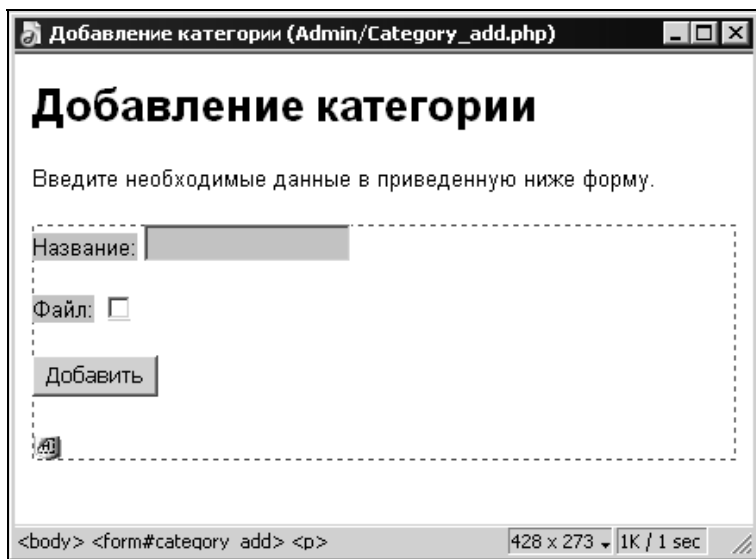 Добавление категории (Admin/Category_add.php)
Добавление категории
Введите необходимые данные в приведенную ниже форму.
Название:
Файл:
Добавить
<body> <form#category_add> <p>
428 x 273
1K / 1 sec